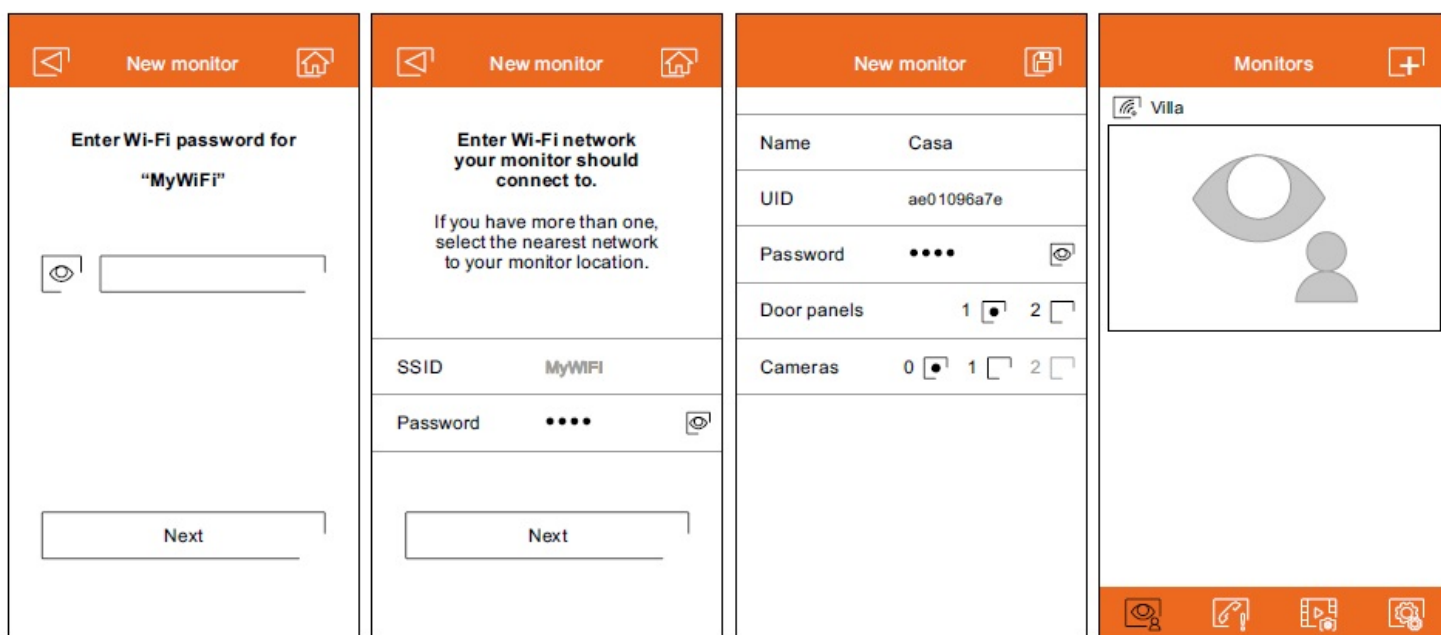 New monitor
Enter Wi-Fi password for
“MyWiFi”
Next
New monitor
Enter Wi-Fi network
your monitor should
connect to.
If you have more than one,
select the nearest network
to your monitor location.
SSID MyWIFI
Password ••••
Next
New monitor
Name Casa
UID ae01096a7e
Password ••••
Door panels 1 2
Cameras 0 1 2
Monitors
Villa